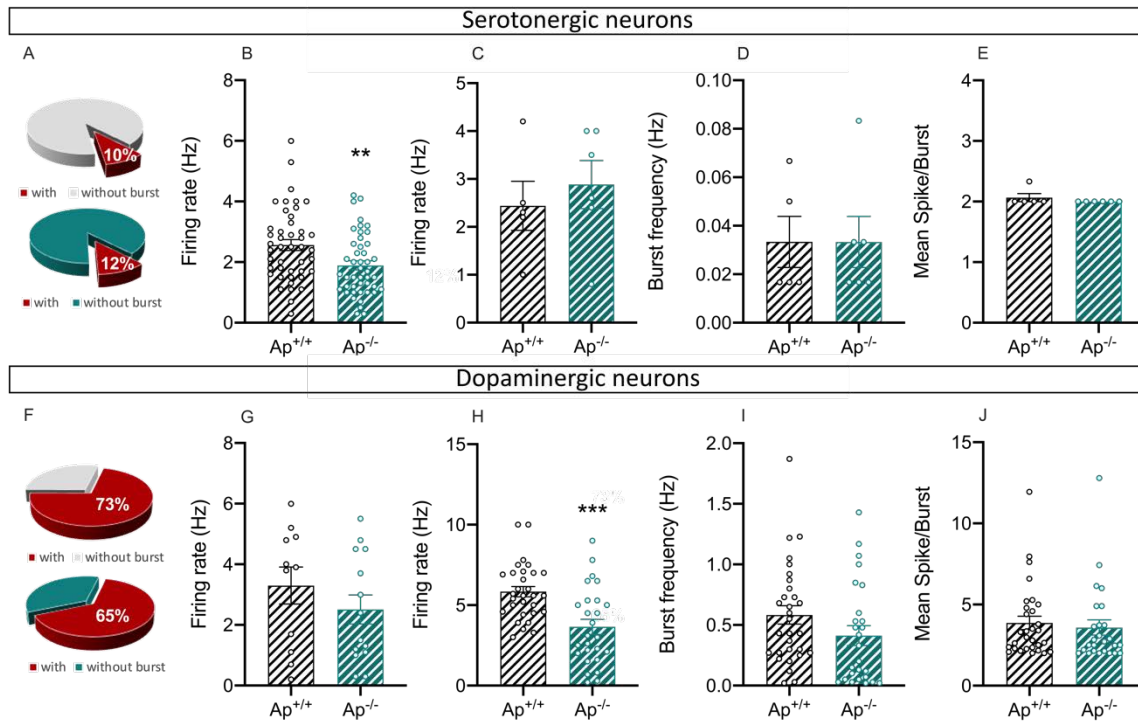 Serotonergic neurons
A
10%
with without burst
12%
with without burst
B
Firing rate (Hz)
8
6
4
2
0
**
Ap+/+ Ap-/-
C
Firing rate (Hz)
5
4
3
2
1
0
12%
Ap+/+ Ap-/-
D
Burst frequency (Hz)
0.10
0.08
0.06
0.04
0.02
0.00
Ap+/+ Ap-/-
E
Mean Spike/Burst
4
3
2
1
0
Ap+/+ Ap-/-
Dopaminergic neurons
F
73%
with without burst
65%
with without burst
G
Firing rate (Hz)
8
6
4
2
0
Ap+/+ Ap-/-
H
Firing rate (Hz)
15
10
5
0
73%
***
Ap+/+ Ap-/-
I
Burst frequency (Hz)
2.0
1.5
1.0
0.5
0.0
Ap+/+ Ap-/-
J
Mean Spike/Burst
15
10
5
0
Ap+/+ Ap-/-